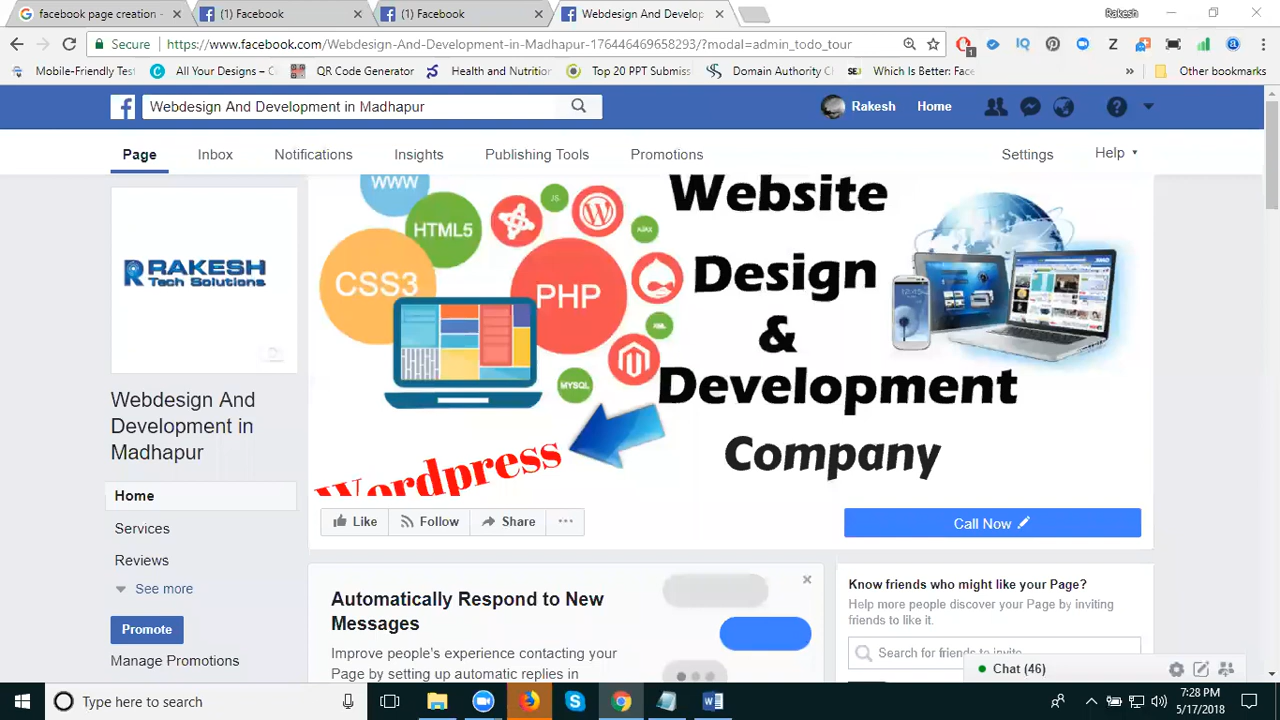 facebook page creation -
(1) Facebook
(1) Facebook
Webdesign And Develop
Rakesh
Secure
https://www.facebook.com/Webdesign-And-Development-in-Madhapur-176446469658293/?modal=admin_todo_tour
1
Mobile-Friendly Test
All Your Designs – C
QR Code Generator
Health and Nutrition
Top 20 PPT Submiss
Domain Authority C
Which Is Better: Face
»
Other bookmarks
Webdesign And Development in Madhapur
Rakesh
Home
Page
Inbox
Notifications
Insights
Publishing Tools
Promotions
Settings
Help
WWW
JS
HTML5
AJAX
CSS3
PHP
XML
MYSQL
Website
Design
&
Development
Company
Wordpress
RAKESH
Tech Solutions
Webdesign And
Development in
Madhapur
Home
Services
Reviews
See more
Promote
Manage Promotions
Like
Follow
Share
Call Now
Automatically Respond to New
Messages
Improve people's experience contacting your
Page by setting up automatic replies in
Know friends who might like your Page?
Help more people discover your Page by inviting
friends to like it.
Search for friends to invite
Chat (46)
Type here to search
7:28 PM
5/17/2018